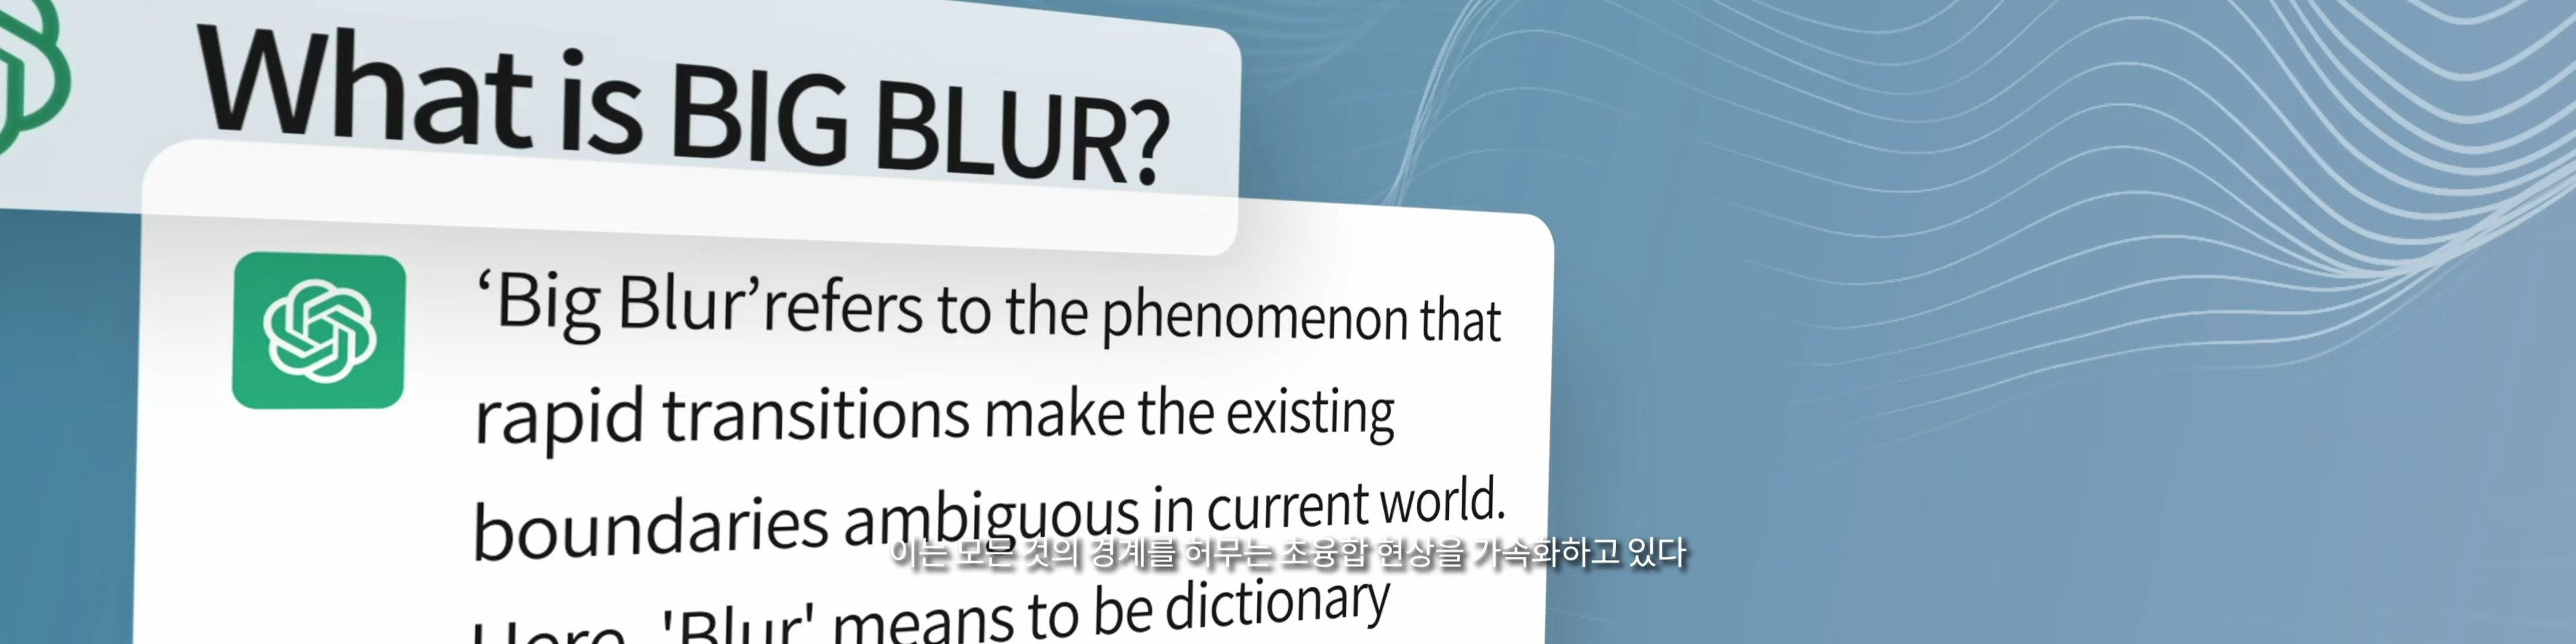 What is BIG BLUR?
‘Big Blur’refers to the phenomenon that
rapid transitions make the existing
boundaries ambiguous in current world.
이는 모든 것의 경계를 허무는 초융합 현상을 가속화하고 있다
Here, 'Blur' means to be dictionary